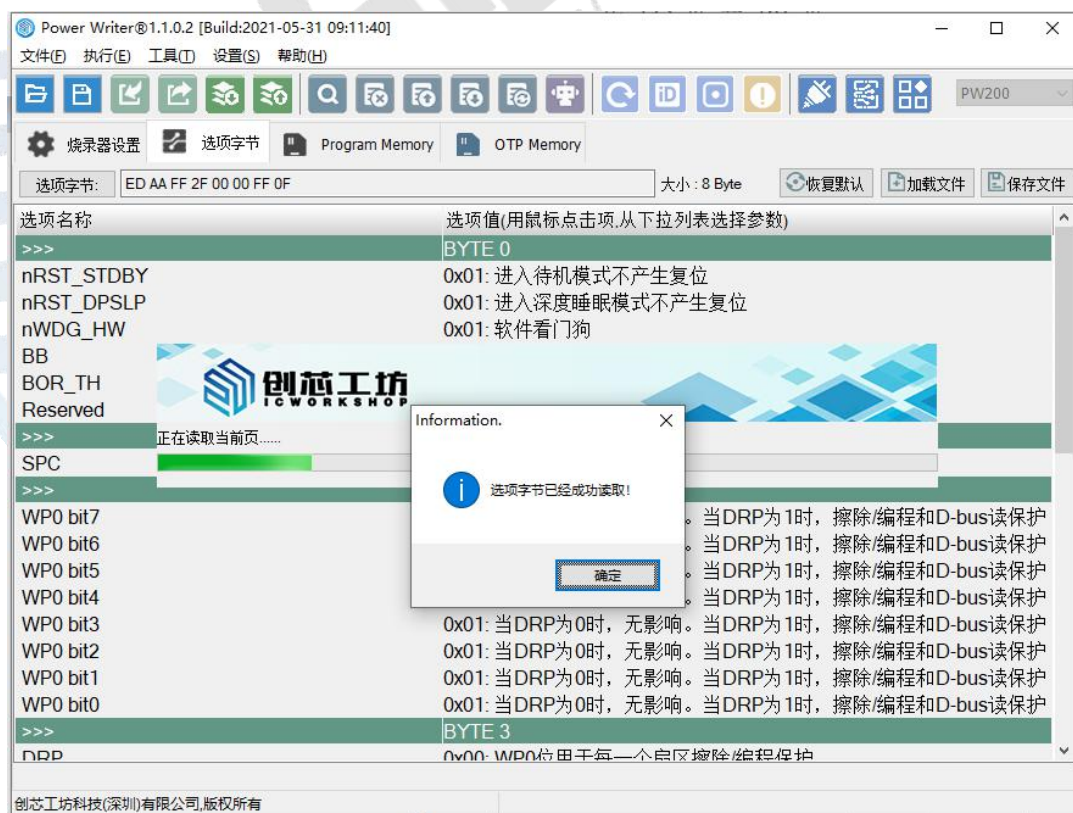 Power Writer®1.1.0.2 [Build:2021-05-31 09:11:40]
文件(F) 执行(E) 工具(T) 设置(S) 帮助(H)
iD PW200
烧录器设置 选项字节 Program Memory OTP Memory
选项字节: ED AA FF 2F 00 00 FF 0F 大小 : 8 Byte 恢复默认 加载文件 保存文件
选项名称 选项值(用鼠标点击项.从下拉列表选择参数)
>>> BYTE 0
nRST_STDBY 0x01: 进入待机模式不产生复位
nRST_DPSLP 0x01: 进入深度睡眠模式不产生复位
nWDG_HW 0x01: 软件看门狗
BB
BOR_TH 创芯工坊
ICWORKSHOP
Reserved
Information.
>>> 正在读取当前页......
SPC
选项字节已经成功读取!
>>>
WP0 bit7 。当DRP为1时，擦除/编程和D-bus读保护
WP0 bit6 。当DRP为1时，擦除/编程和D-bus读保护
WP0 bit5 。当DRP为1时，擦除/编程和D-bus读保护
确定
WP0 bit4 。当DRP为1时，擦除/编程和D-bus读保护
WP0 bit3 0x01: 当DRP为0时，无影响。当DRP为1时，擦除/编程和D-bus读保护
WP0 bit2 0x01: 当DRP为0时，无影响。当DRP为1时，擦除/编程和D-bus读保护
WP0 bit1 0x01: 当DRP为0时，无影响。当DRP为1时，擦除/编程和D-bus读保护
WP0 bit0 0x01: 当DRP为0时，无影响。当DRP为1时，擦除/编程和D-bus读保护
>>> BYTE 3
DRP 0x00: WP0位用于每一个扇区擦除/编程保护
创芯工坊科技(深圳)有限公司,版权所有